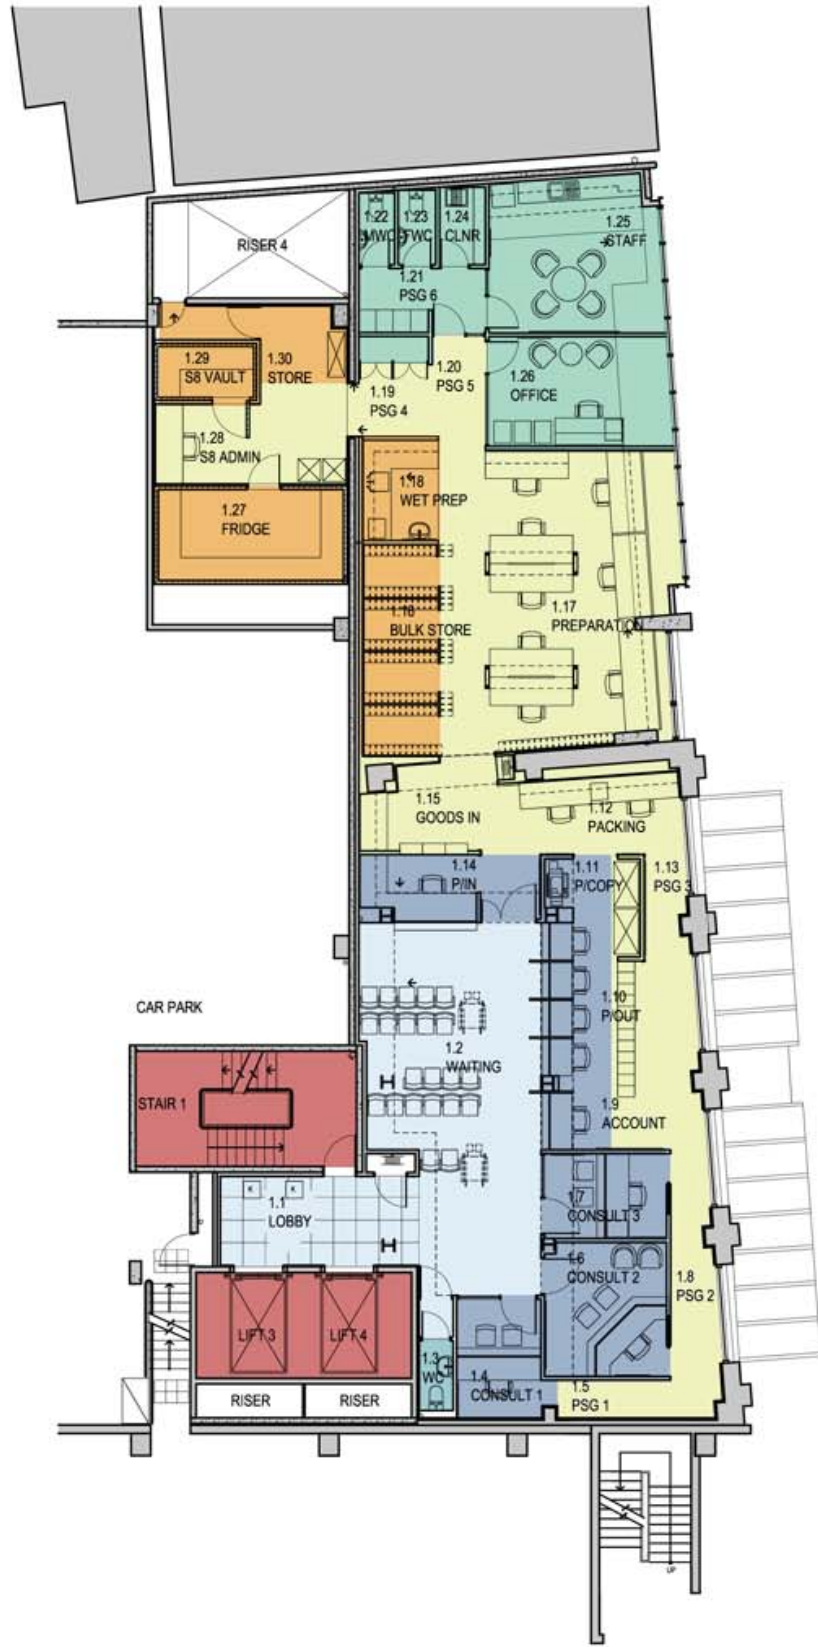 1.22
MWC
1.23
FWC
1.24
CLNR
1.25
STAFF
RISER 4
1.21
PSG 6
1.29
S8 VAULT
1.30
STORE
1.20
PSG 5
1.19
PSG 4
1.26
OFFICE
1.28
S8 ADMIN
1.18
WET PREP
1.27
FRIDGE
1.16
BULK STORE
1.17
PREPARATION
1.15
GOODS IN
1.12
PACKING
1.14
P/IN
1.11
P/COPY
1.13
PSG 3
CAR PARK
1.10
P/OUT
1.2
WAITING
STAIR 1
1.9
ACCOUNT
K
K
1.1
LOBBY
1.7
CONSULT 3
1.6
CONSULT 2
1.8
PSG 2
LIFT 3
LIFT 4
1.3
WC
1.4
CONSULT 1
1.5
PSG 1
RISER
RISER
UP